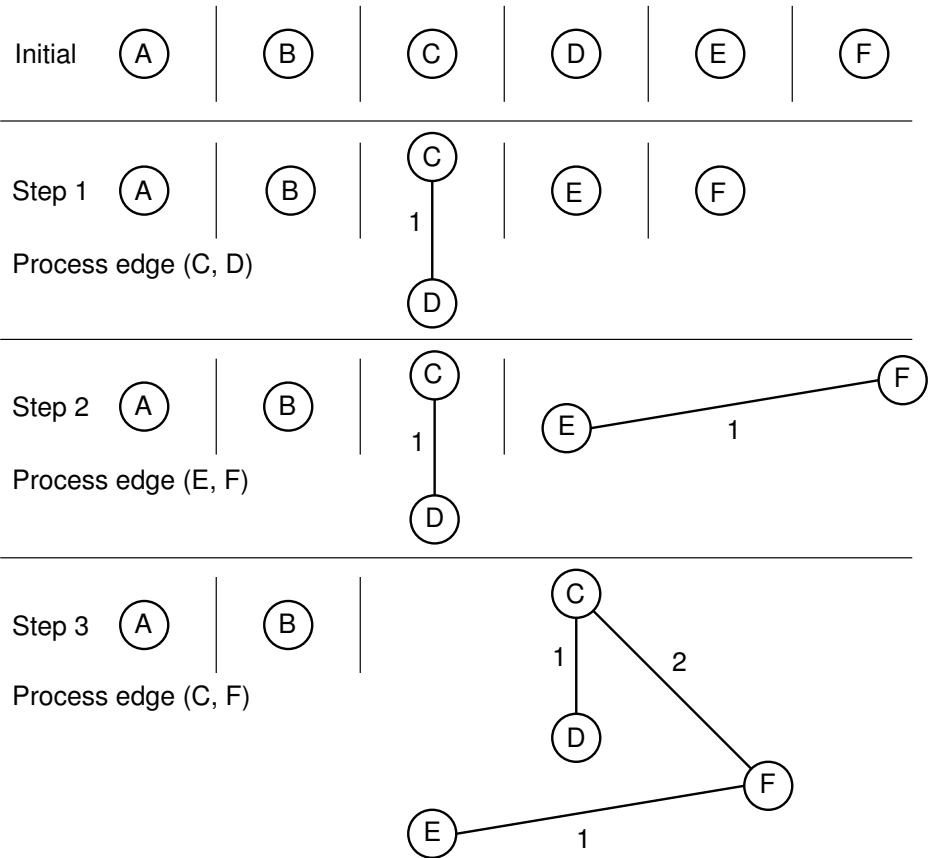 Initial A B C D E F
C
Step 1 A B E F
1
Process edge (C, D)
D
C F
Step 2 A B E
1 1
Process edge (E, F)
D
C
Step 3 A B
1 2
Process edge (C, F)
D
F
E
1